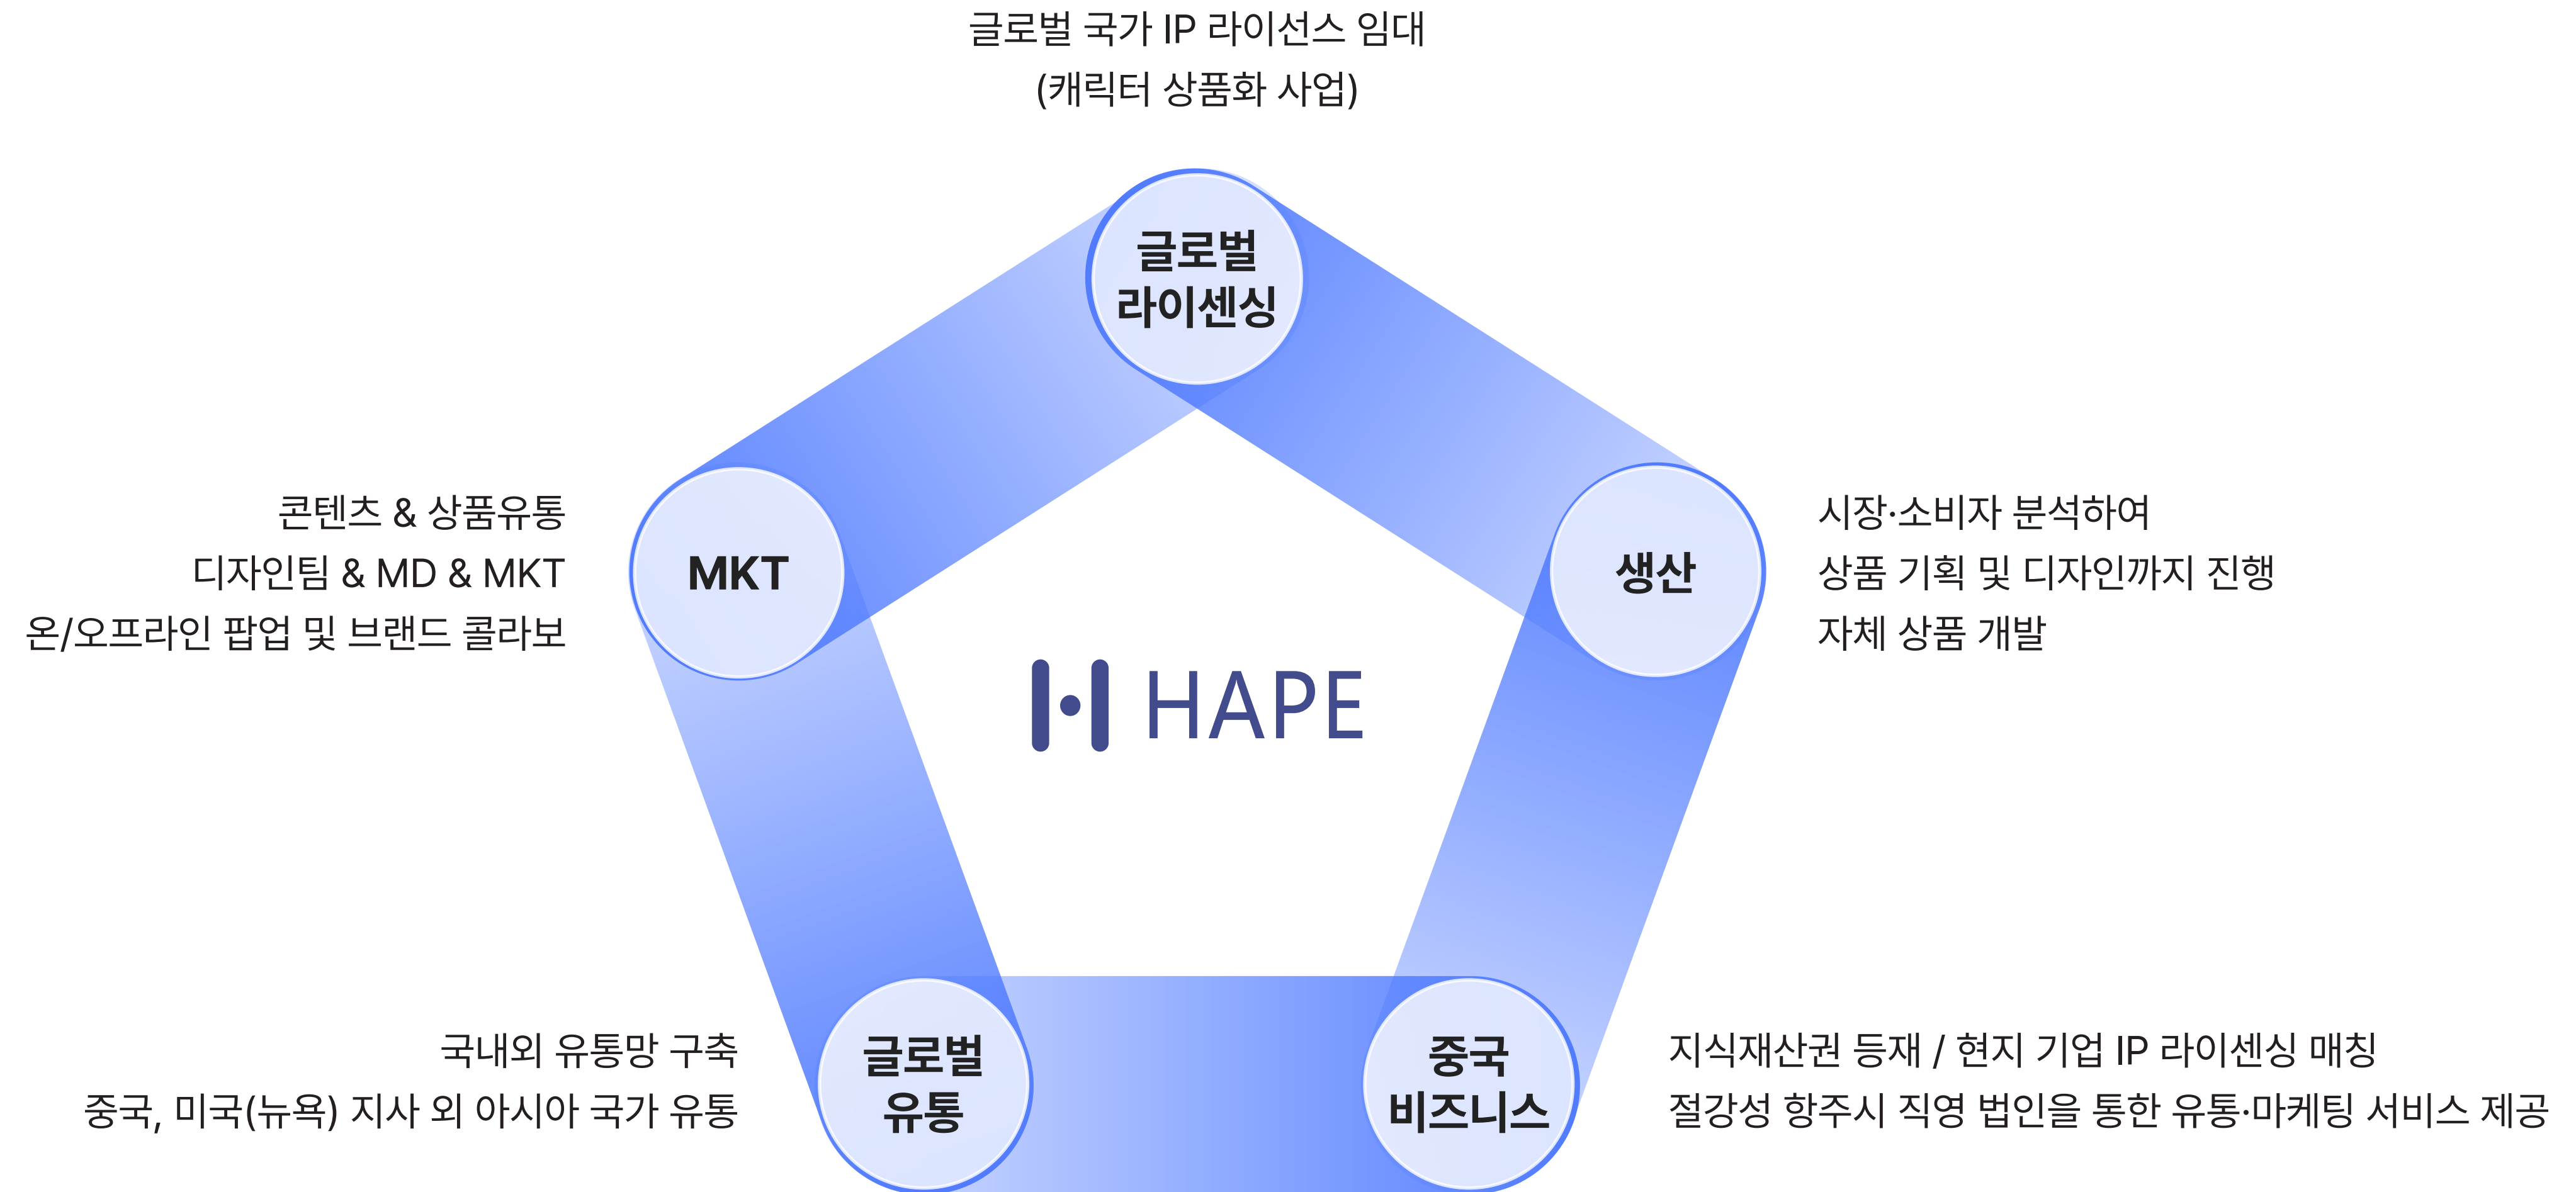 글로벌 국가 IP 라이선스 임대
(캐릭터 상품화 사업)
글로벌
라이센싱
콘텐츠 & 상품유통
디자인팀 & MD & MKT
온/오프라인 팝업 및 브랜드 콜라보
MKT
생산
시장·소비자 분석하여
상품 기획 및 디자인까지 진행
자체 상품 개발
HAPE
국내외 유통망 구축
중국, 미국(뉴욕) 지사 외 아시아 국가 유통
글로벌
유통
중국
비즈니스
지식재산권 등재 / 현지 기업 IP 라이센싱 매칭
절강성 항주시 직영 법인을 통한 유통·마케팅 서비스 제공